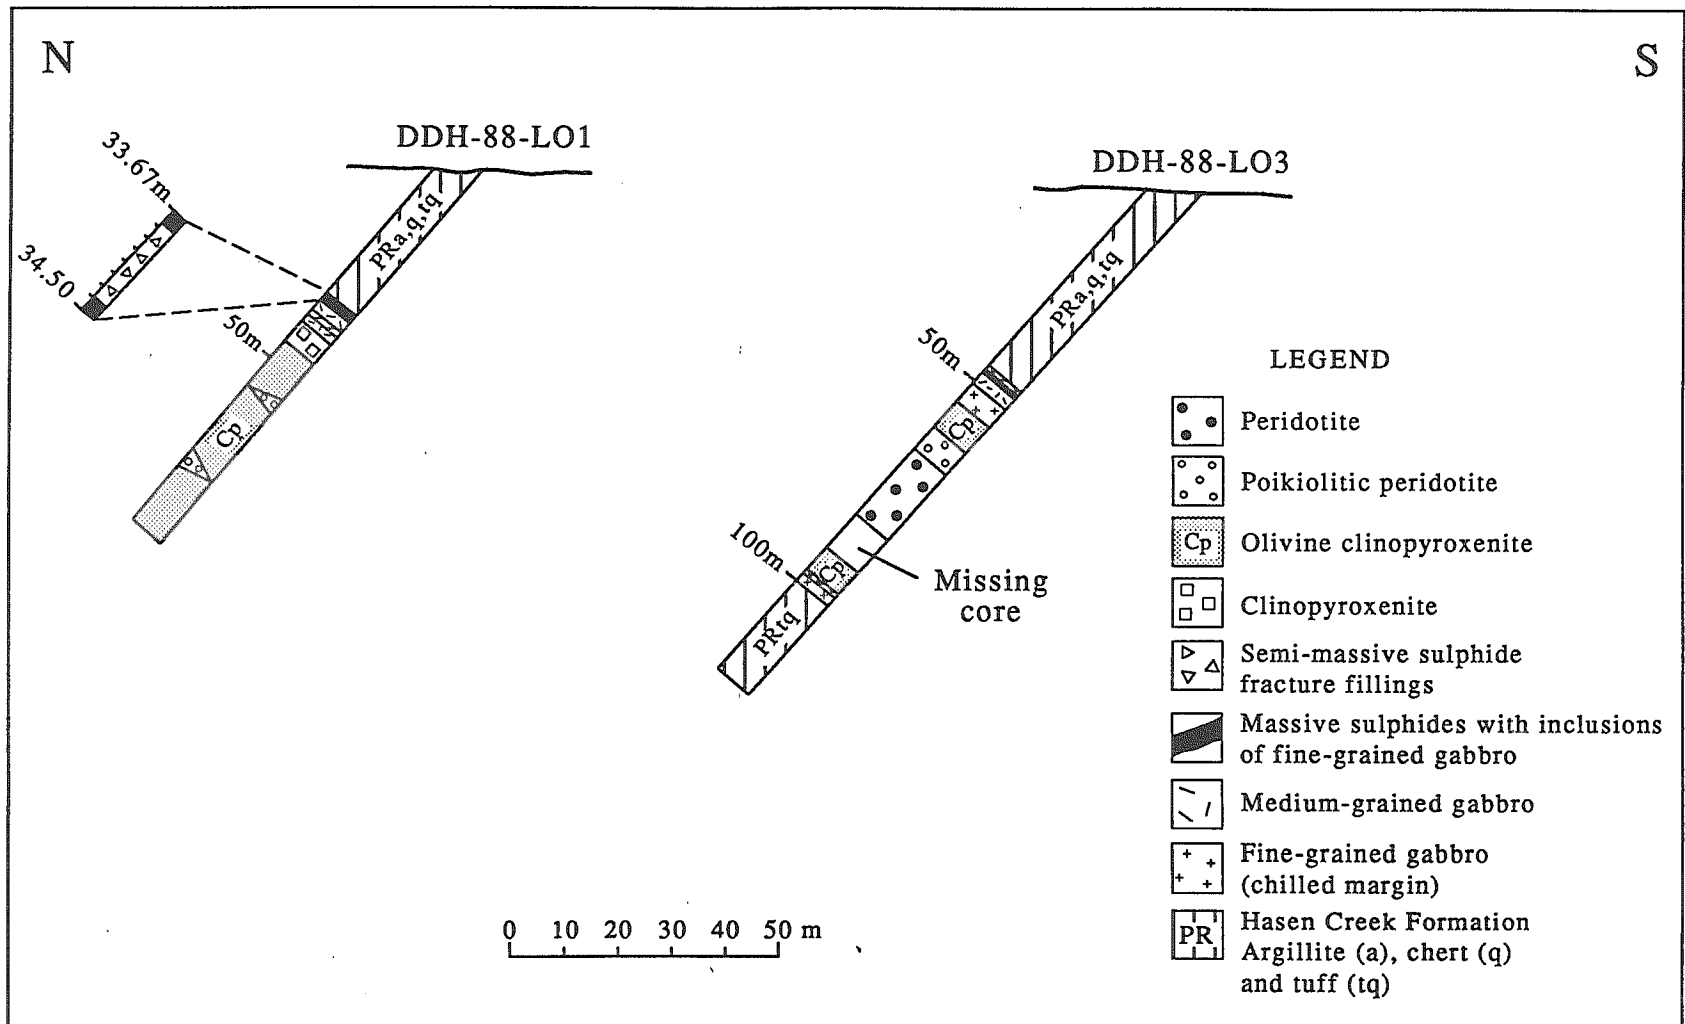 N
S
DDH-88-LO1
DDH-88-LO3
33.67m
34.50
PRa,q,tq
50m
Cp
PRa,q,tq
50m
Cp
100m
Cp
PRtq
Missing
core
LEGEND
Peridotite
Poikiolitic peridotite
Cp
Olivine clinopyroxenite
Clinopyroxenite
Semi-massive sulphide
fracture fillings
Massive sulphides with inclusions
of fine-grained gabbro
Medium-grained gabbro
Fine-grained gabbro
(chilled margin)
PR
Hasen Creek Formation
Argillite (a), chert (q)
and tuff (tq)
0 10 20 30 40 50 m